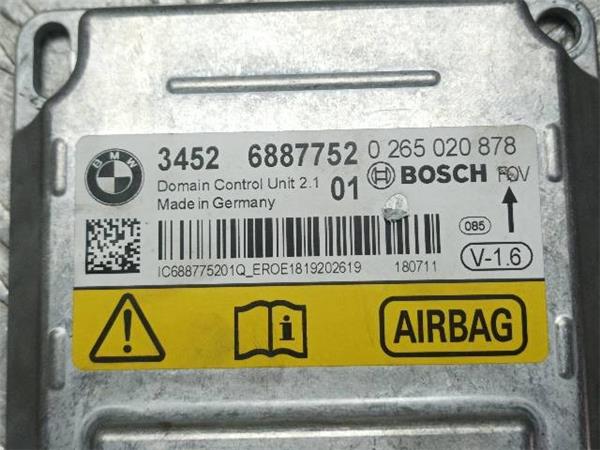 BMW
3452 6887752 0 265 020 878
Domain Control Unit 2.1 01 BOSCH
Made in Germany
085
V-1.6
IC688775201Q_EROE1819202619 180711
AIRBAG